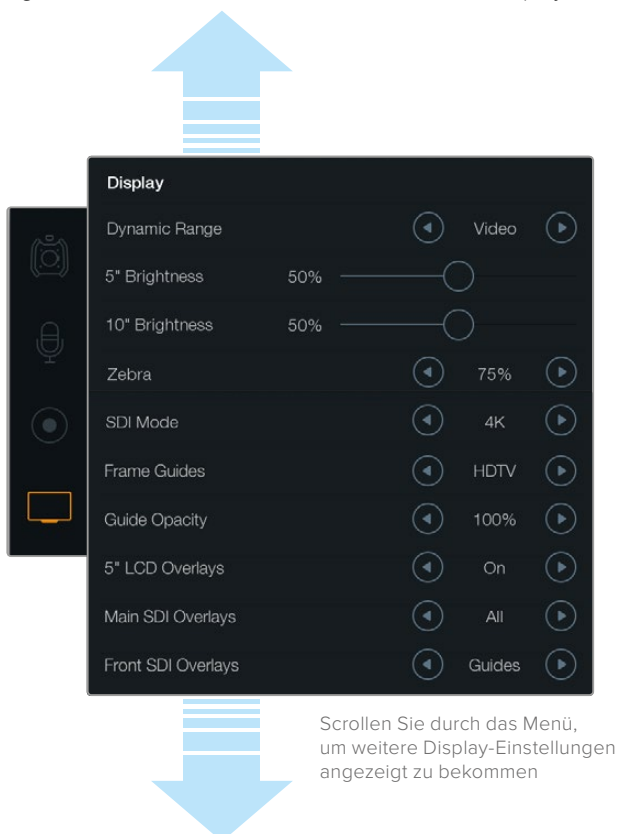 Display
Dynamic Range Video
5" Brightness 50%
10" Brightness 50%
Zebra 75%
SDI Mode 4K
Frame Guides HDTV
Guide Opacity 100%
5" LCD Overlays On
Main SDI Overlays All
Front SDI Overlays Guides
Scrollen Sie durch das Menü,
um weitere Display-Einstellungen
angezeigt zu bekommen